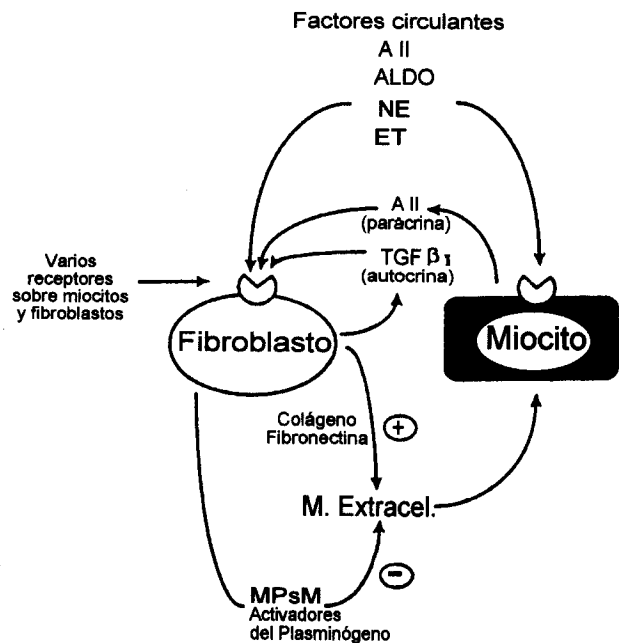 Factores circulantes
A II
ALDO
NE
ET
A II
(parácrina)
TGF β1
(autocrina)
Varios
receptores
sobre miocitos
y fibroblastos
Fibroblasto
Miocito
Colágeno
Fibronectina
+
M. Extracel.
−
MPsM
Activadores
del Plasminógeno